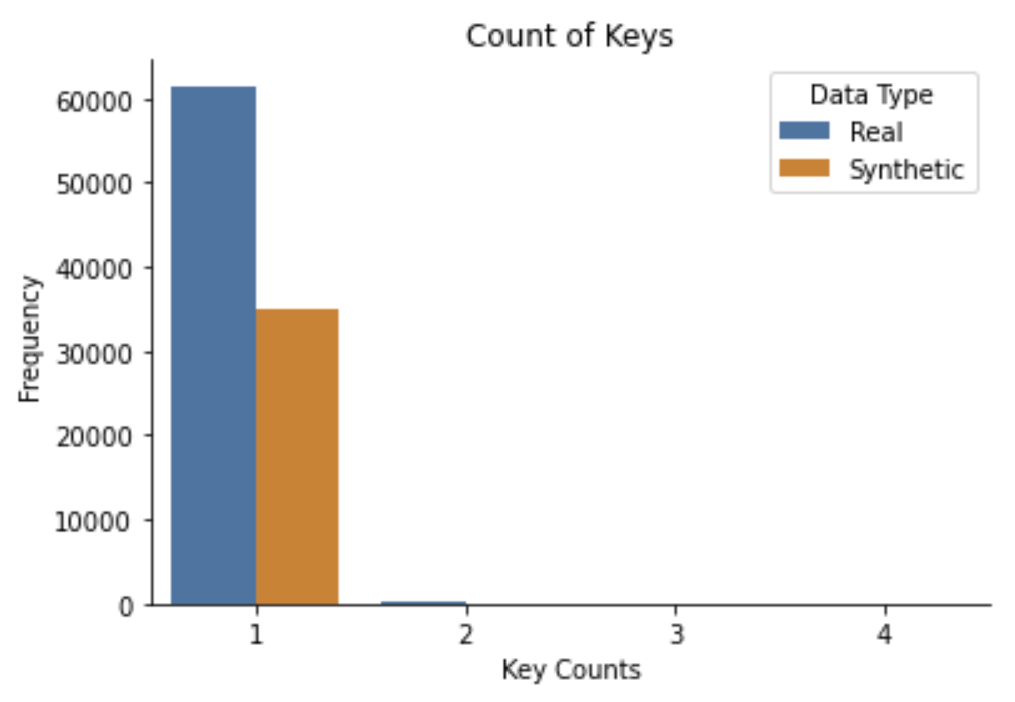 Count of Keys
Data Type
Real
Synthetic
60000
50000
40000
30000
20000
10000
0
Frequency
1 2 3 4
Key Counts